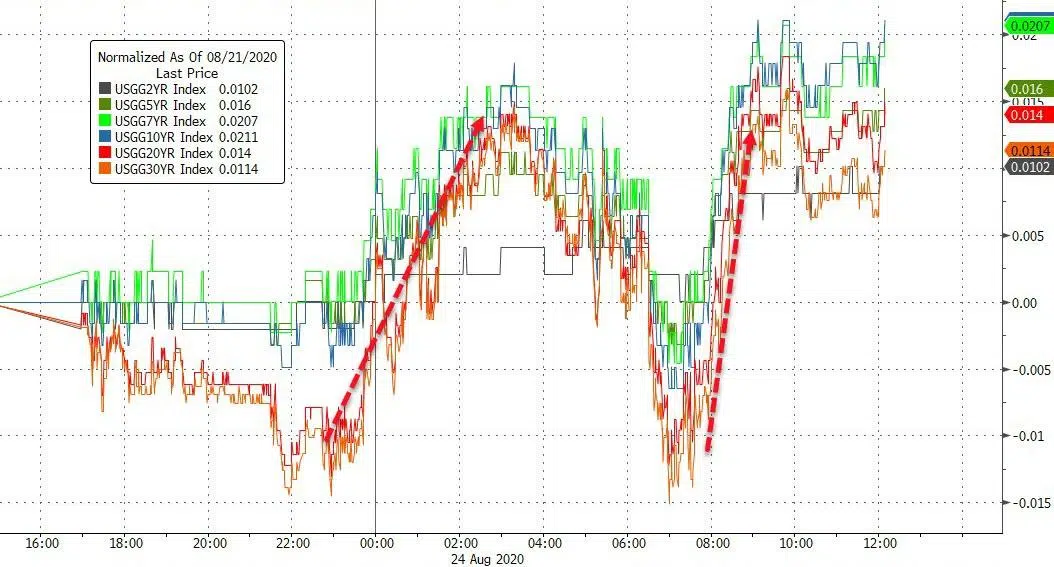 Normalized As Of 08/21/2020
Last Price
USGG2YR Index 0.0102
USGG5YR Index 0.016
USGG7YR Index 0.0207
USGG10YR Index 0.0211
USGG20YR Index 0.014
USGG30YR Index 0.0114
0.0207
0.02
0.016
0.015
0.014
0.0114
0.0102
0.005
0.00
-0.005
-0.01
-0.015
16:00 18:00 20:00 22:00 00:00 02:00 04:00 06:00 08:00 10:00 12:00
24 Aug 2020